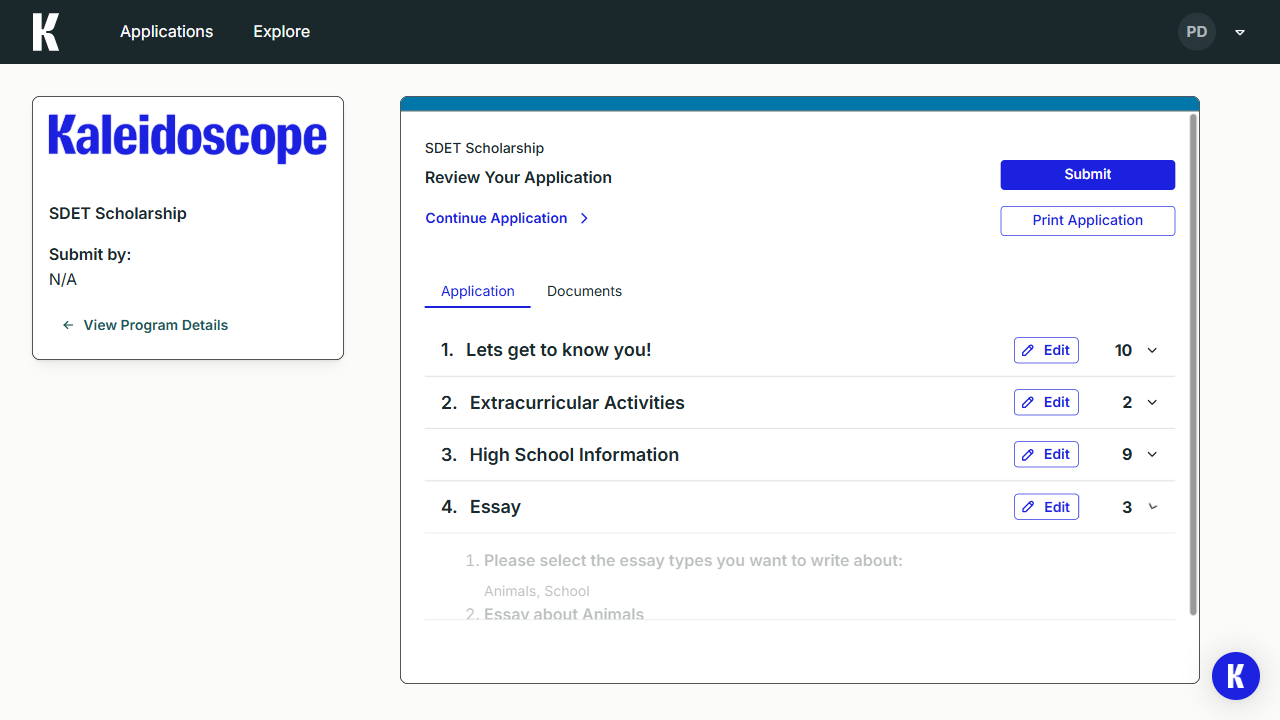 K
Applications
Explore
PD
Kaleidoscope
SDET Scholarship
Submit by:
N/A
View Program Details
SDET Scholarship
Review Your Application
Continue Application
Submit
Print Application
Application
Documents
1. Lets get to know you! Edit 10
2. Extracurricular Activities Edit 2
3. High School Information Edit 9
4. Essay Edit 3
1. Please select the essay types you want to write about:
Animals, School
2. Essay about Animals
K